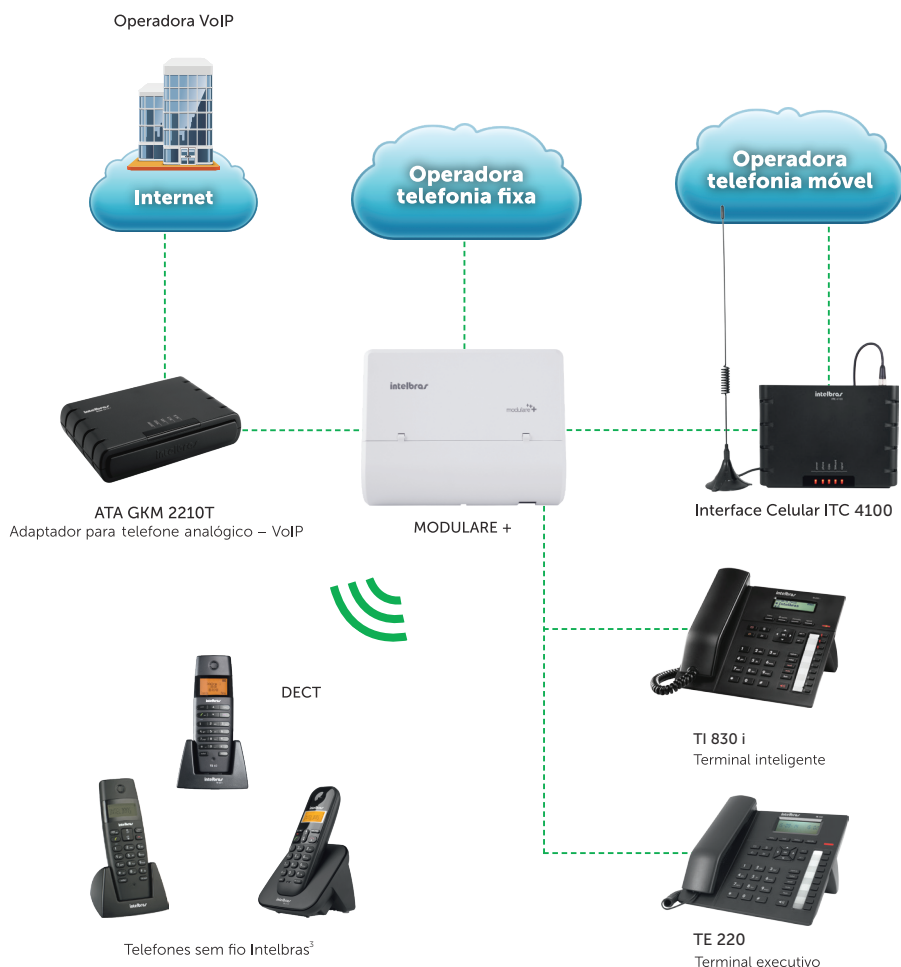 Operadora VoIP
Internet
Operadora
telefonia fixa
Operadora
telefonia móvel
intelbras
modulare+
intelbras
ATA GKM 2210T
Adaptador para telefone analógico – VoIP
MODULARE +
Interface Celular ITC 4100
DECT
TI 830 i
Terminal inteligente
Telefones sem fio Intelbras³
TE 220
Terminal executivo